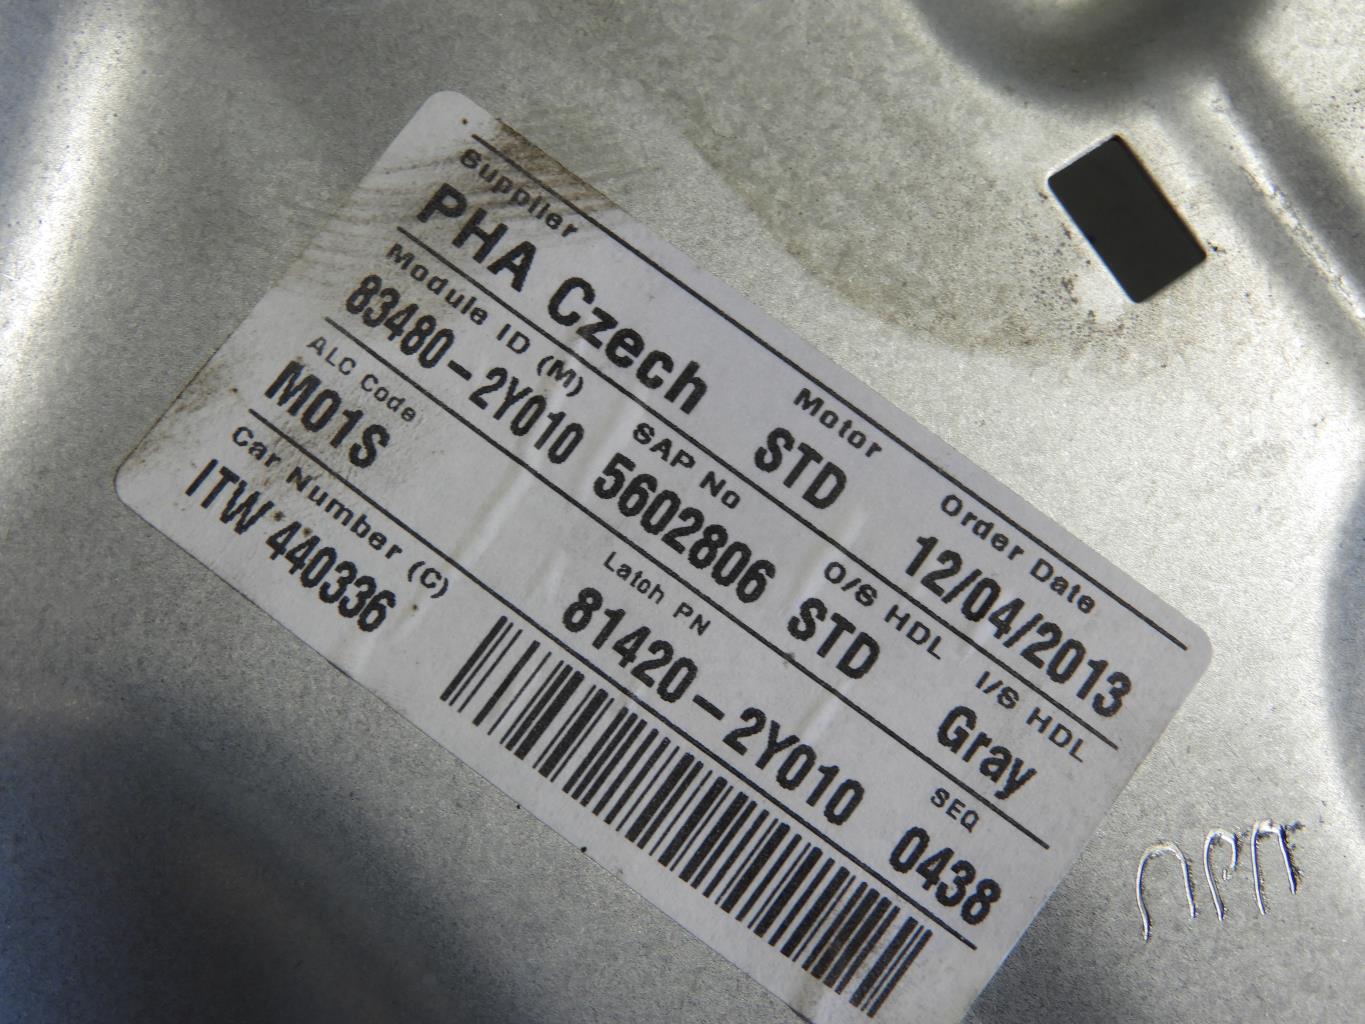 Supplier Motor Order Date
PHA Czech STD 12/04/2013
Module ID (M) SAP No O/S HDL I/S HDL
83480-2Y010 5602806 STD Gray
ALC Code Latch PN SEQ
M01S 81420-2Y010 0438
Car Number (C)
ITW 440336